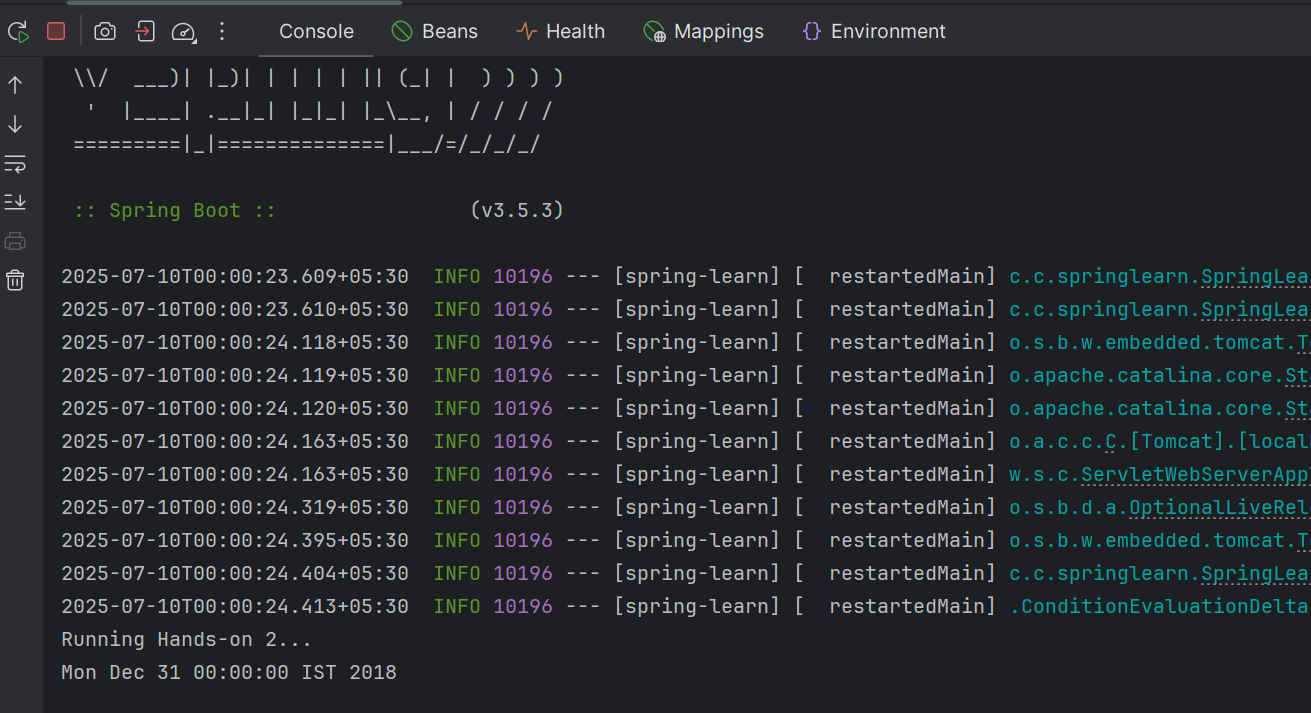 Console Beans Health Mappings Environment
\\/  ___)| |_)| | | | | || (_| |  ) ) ) )
'  |____| .__|_| |_|_| |_\__, | / / / /
=========|_|==============|___/=/_/_/_/
:: Spring Boot ::                (v3.5.3)
2025-07-10T00:00:23.609+05:30  INFO 10196 --- [spring-learn] [  restartedMain] c.c.springlearn.SpringLea
2025-07-10T00:00:23.610+05:30  INFO 10196 --- [spring-learn] [  restartedMain] c.c.springlearn.SpringLea
2025-07-10T00:00:24.118+05:30  INFO 10196 --- [spring-learn] [  restartedMain] o.s.b.w.embedded.tomcat.T
2025-07-10T00:00:24.119+05:30  INFO 10196 --- [spring-learn] [  restartedMain] o.apache.catalina.core.St
2025-07-10T00:00:24.120+05:30  INFO 10196 --- [spring-learn] [  restartedMain] o.apache.catalina.core.St
2025-07-10T00:00:24.163+05:30  INFO 10196 --- [spring-learn] [  restartedMain] o.a.c.c.C.[Tomcat].[local
2025-07-10T00:00:24.163+05:30  INFO 10196 --- [spring-learn] [  restartedMain] w.s.c.ServletWebServerApp
2025-07-10T00:00:24.319+05:30  INFO 10196 --- [spring-learn] [  restartedMain] o.s.b.d.a.OptionalLiveRel
2025-07-10T00:00:24.395+05:30  INFO 10196 --- [spring-learn] [  restartedMain] o.s.b.w.embedded.tomcat.T
2025-07-10T00:00:24.404+05:30  INFO 10196 --- [spring-learn] [  restartedMain] c.c.springlearn.SpringLea
2025-07-10T00:00:24.413+05:30  INFO 10196 --- [spring-learn] [  restartedMain] .ConditionEvaluationDelta
Running Hands-on 2...
Mon Dec 31 00:00:00 IST 2018